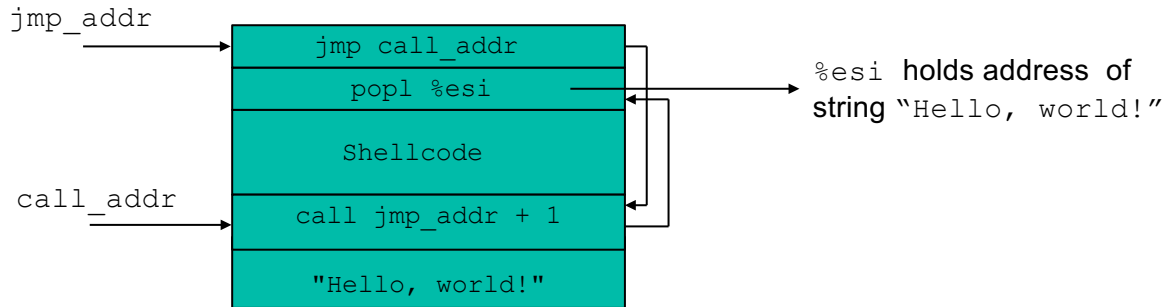 jmp_addr
jmp call_addr
popl %esi
%esi holds address of
string “Hello, world!”
Shellcode
call_addr
call jmp_addr + 1
"Hello, world!"